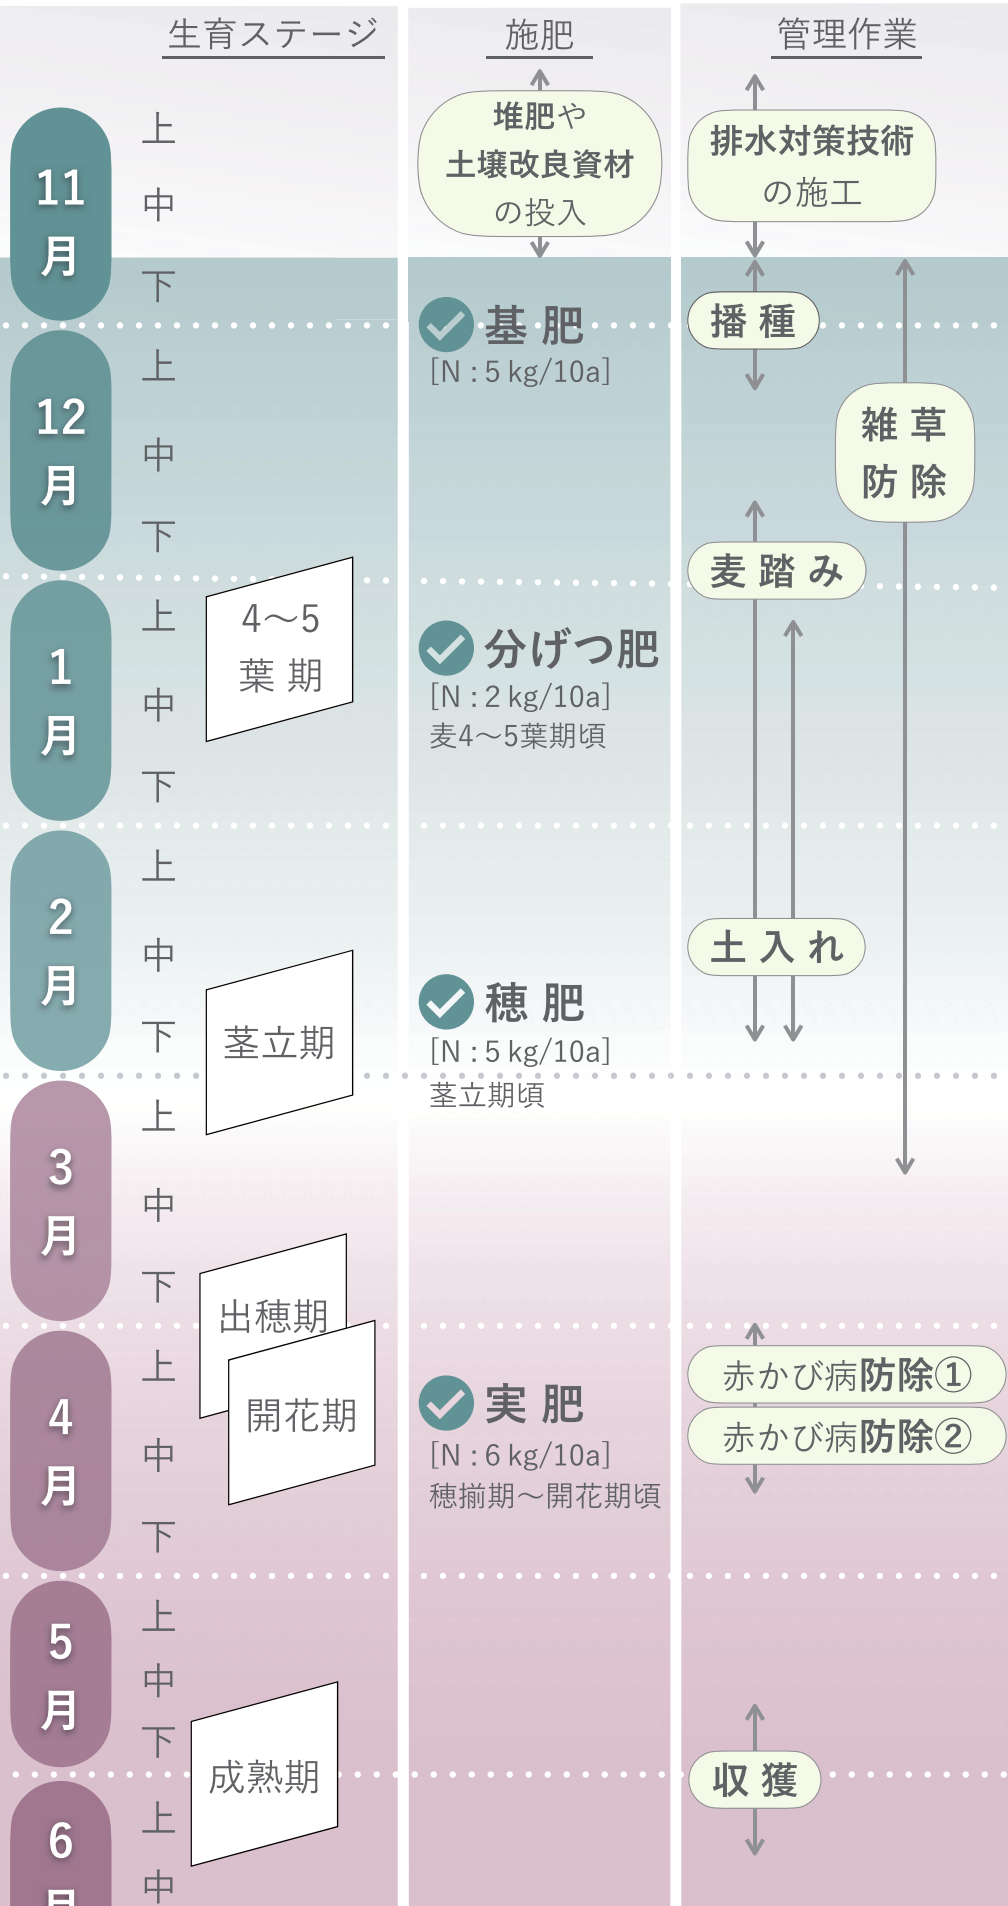 生育ステージ
施肥
管理作業
11
月
上
中
下
堆肥や
土壌改良資材
の投入
排水対策技術
の施工
基 肥
[N : 5 kg/10a]
播 種
12
月
上
中
下
雑 草
防 除
麦 踏 み
1
月
上
中
下
4〜5
葉 期
分げつ肥
[N : 2 kg/10a]
麦4〜5葉期頃
2
月
上
中
下
茎立期
穂 肥
[N : 5 kg/10a]
茎立期頃
土 入 れ
3
月
上
中
下
出穂期
4
月
上
中
下
開花期
実 肥
[N : 6 kg/10a]
穂揃期〜開花期頃
赤かび病防除①
赤かび病防除②
5
月
上
中
下
成熟期
収 獲
6
月
上
中